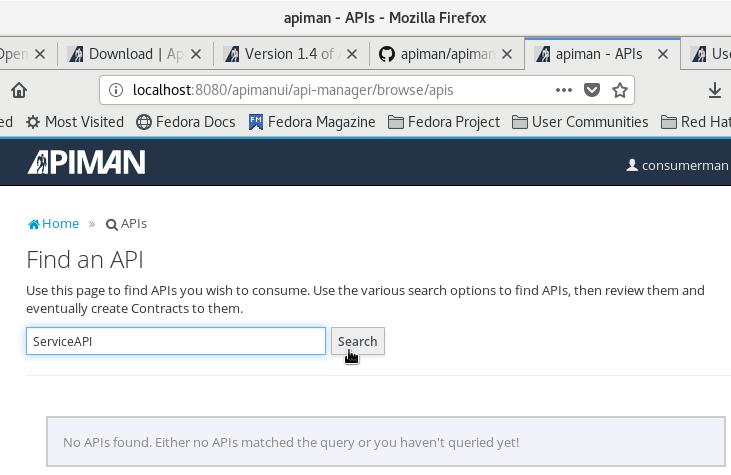 apiman - APIs - Mozilla Firefox
Open
Download | Ap
Version 1.4 of
apiman/apiman
apiman - APIs
Use
localhost:8080/apimanui/api-manager/browse/apis
ed Most Visited Fedora Docs Fedora Magazine Fedora Project User Communities Red Hat
APIMAN
consumerman
Home » APIs
Find an API
Use this page to find APIs you wish to consume. Use the various search options to find APIs, then review them and
eventually create Contracts to them.
ServiceAPI Search
No APIs found. Either no APIs matched the query or you haven't queried yet!